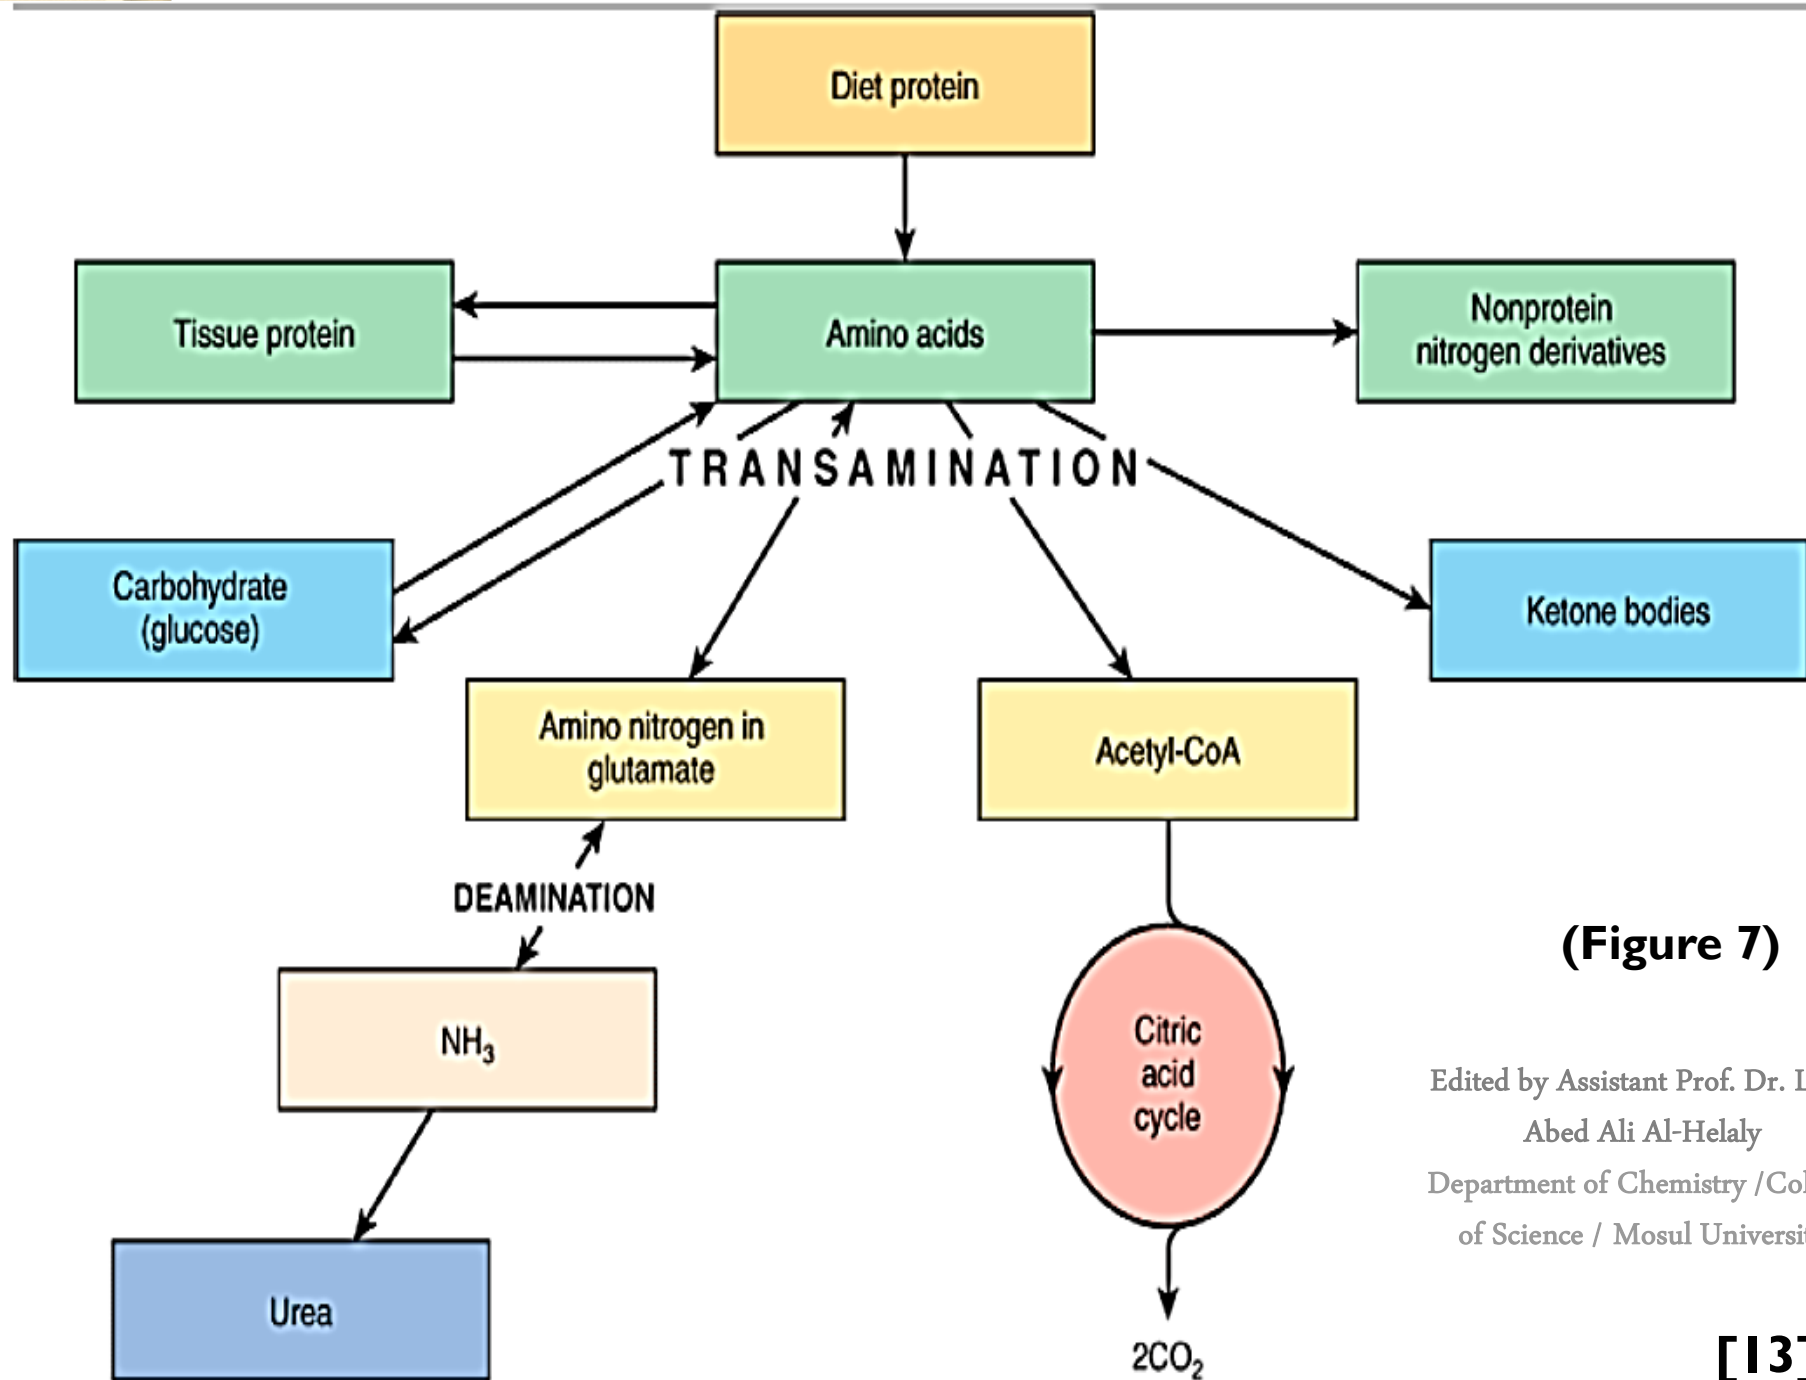 Diet protein
Tissue protein
Amino acids
Nonprotein
nitrogen derivatives
TRANSAMINATION
Carbohydrate
(glucose)
Ketone bodies
Amino nitrogen in
glutamate
Acetyl-CoA
DEAMINATION
NH₃
Citric
acid
cycle
Urea
2CO₂
(Figure 7)
Edited by Assistant Prof. Dr.
Abed Ali Al-Helaly
Department of Chemistry /
of Science / Mosul
[13]